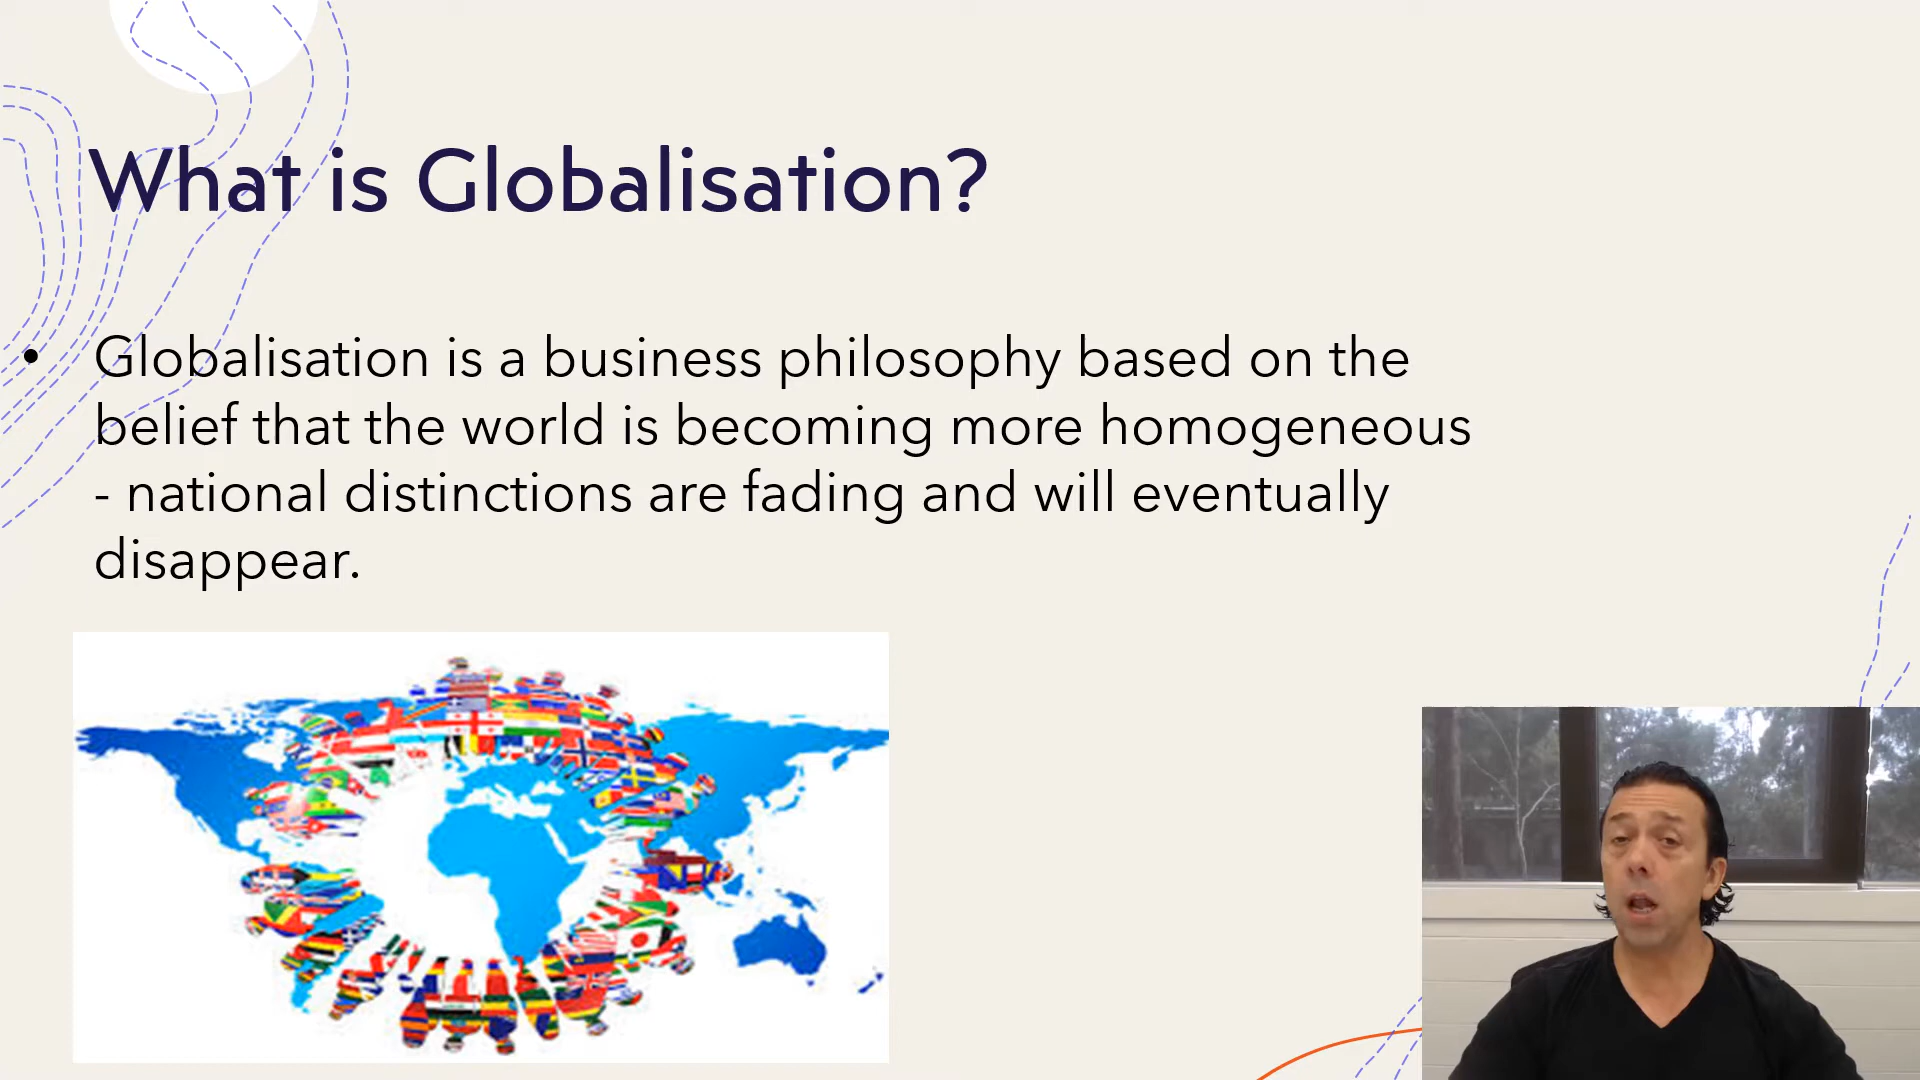 What is Globalisation?
• Globalisation is a business philosophy based on the
belief that the world is becoming more homogeneous
- national distinctions are fading and will eventually
disappear.